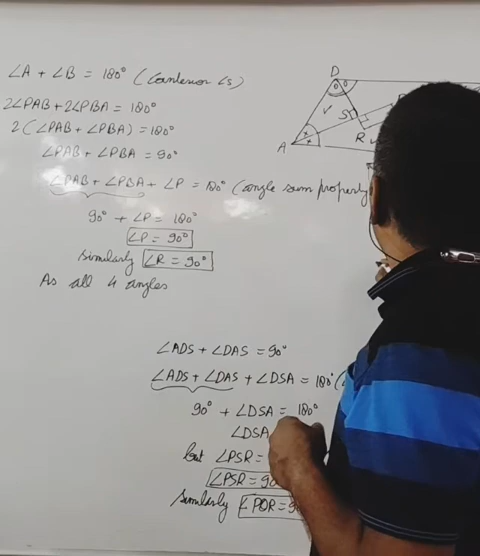 ∠A + ∠B = 180° (Cointerior ∠s)
2∠PAB + 2∠PBA = 180°
2(∠PAB + ∠PBA) = 180°
∠PAB + ∠PBA = 90°
∠PAB + ∠PBA + ∠P = 180° (angle sum property
90° + ∠P = 180°
∠P = 90°
Similarly ∠R = 90°
As all 4 angles
D
S
A
R
∠ADS + ∠DAS = 90°
∠ADS + ∠DAS + ∠DSA = 180° (
90° + ∠DSA = 180°
∠DSA
but ∠PSR =
∠PSR = 90
Similarly ∠PQR = 9